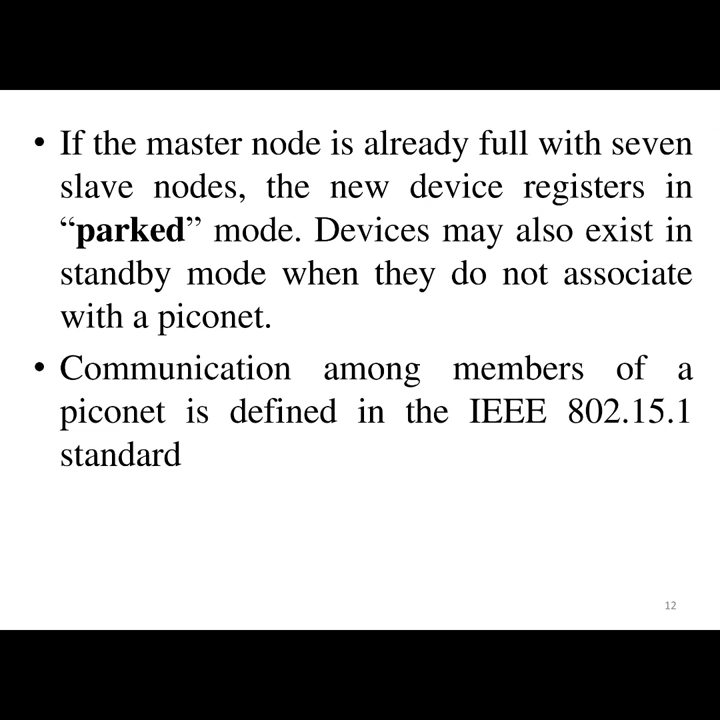 • If the master node is already full with seven
slave nodes, the new device registers in
“parked” mode. Devices may also exist in
standby mode when they do not associate
with a piconet.
• Communication among members of a
piconet is defined in the IEEE 802.15.1
standard
12